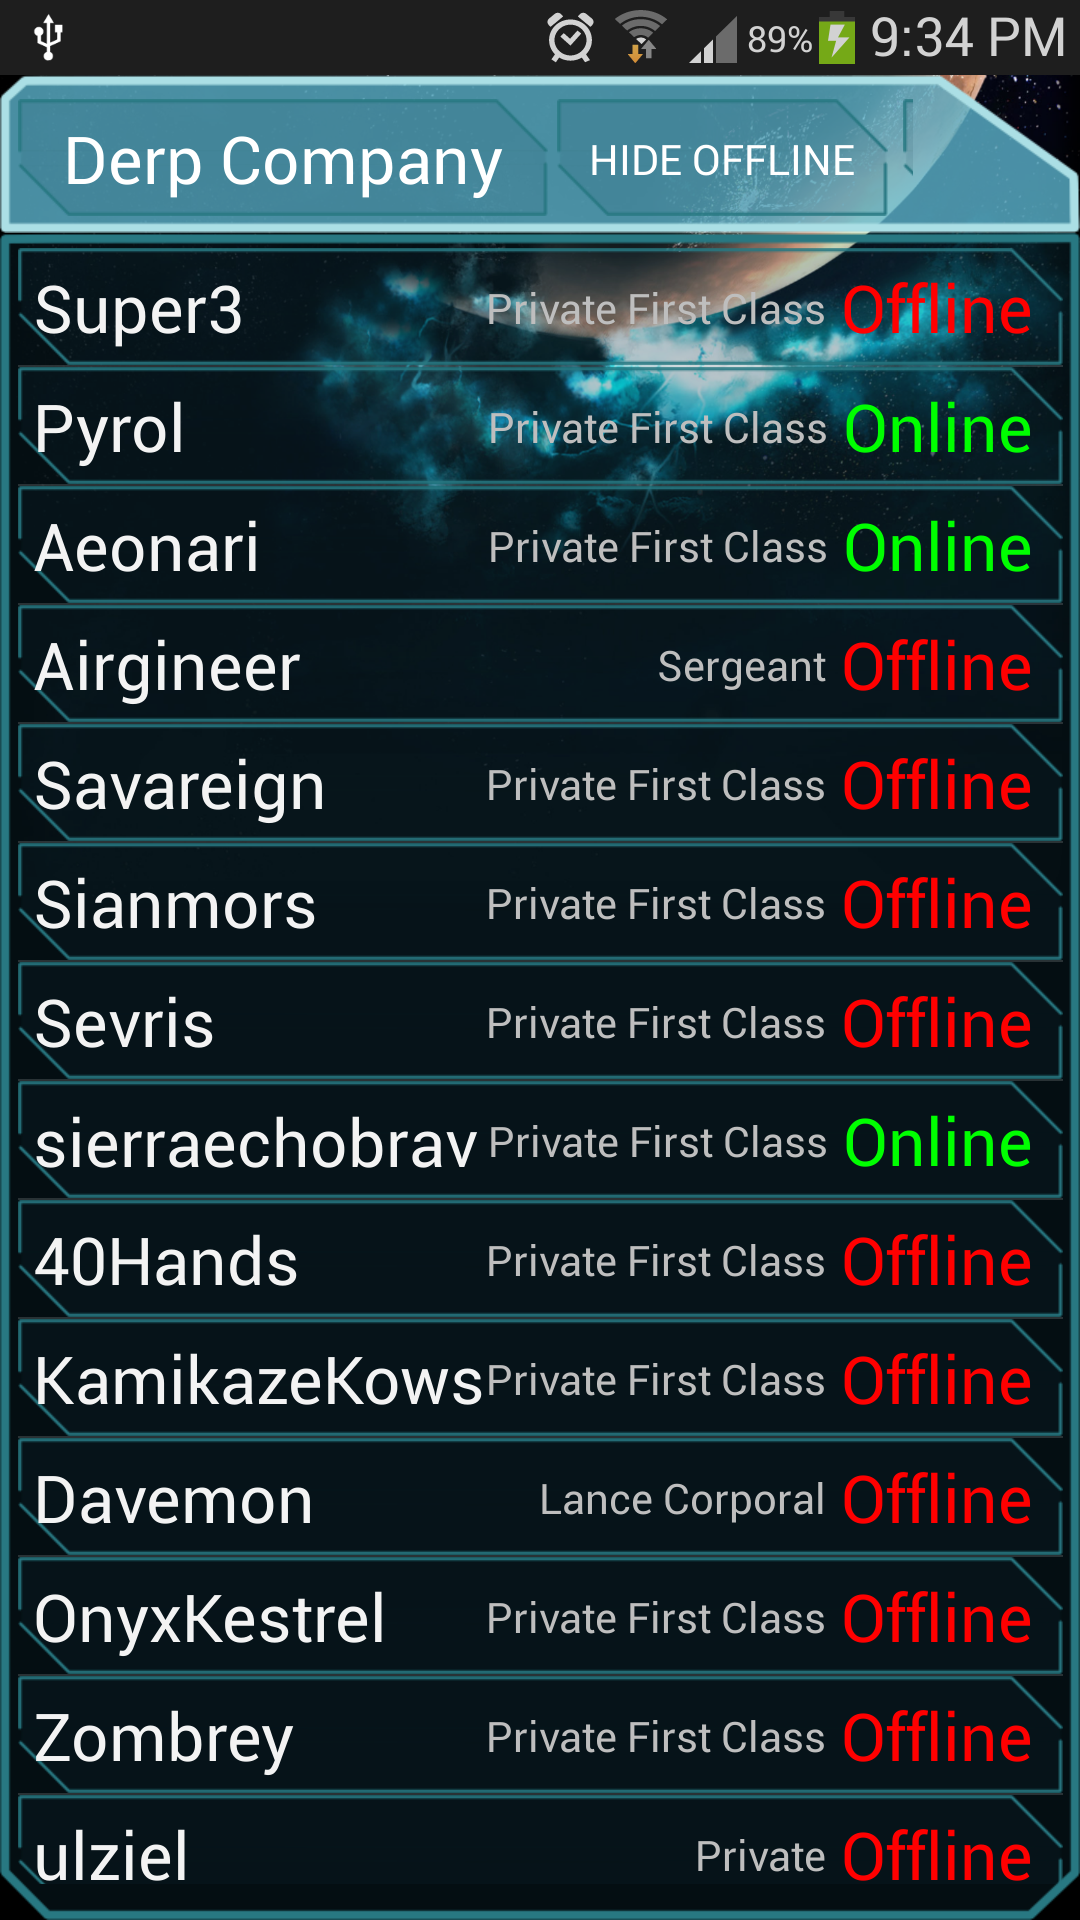 89% 9:34 PM
Derp Company HIDE OFFLINE
Super3 Private First Class Offline
Pyrol Private First Class Online
Aeonari Private First Class Online
Airgineer Sergeant Offline
Savareign Private First Class Offline
Sianmors Private First Class Offline
Sevris Private First Class Offline
sierraechobrav Private First Class Online
40Hands Private First Class Offline
KamikazeKows Private First Class Offline
Davemon Lance Corporal Offline
OnyxKestrel Private First Class Offline
Zombrey Private First Class Offline
ulziel Private Offline